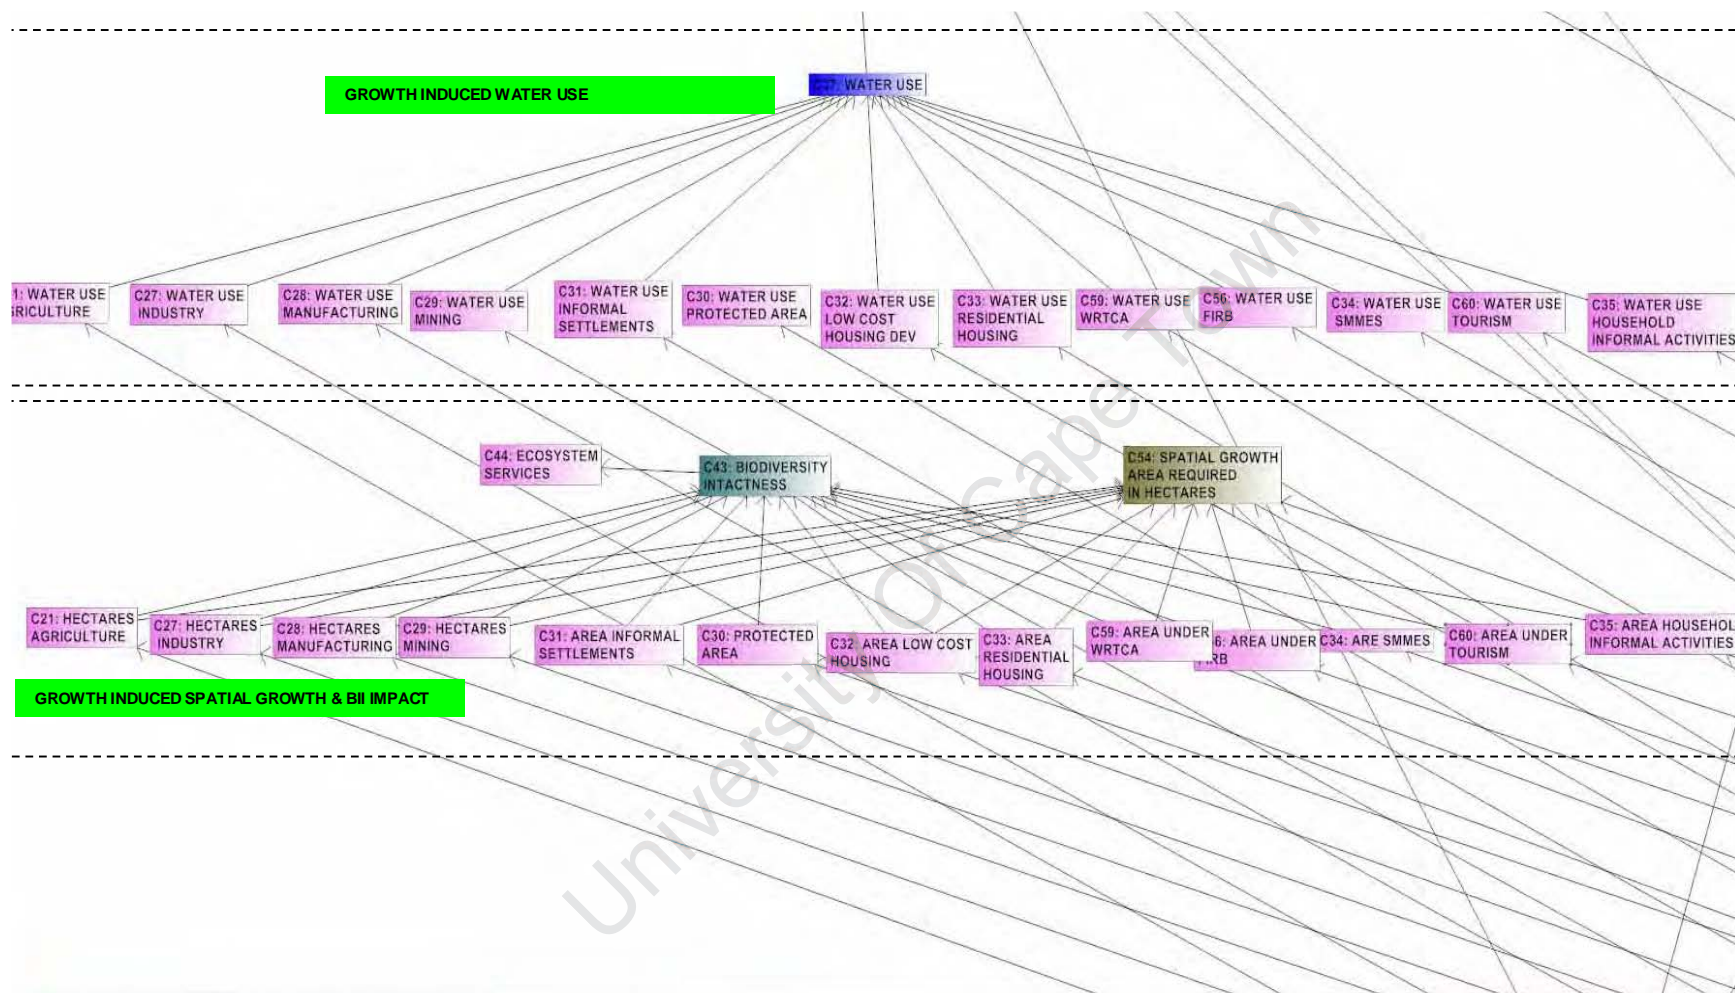 GROWTH INDUCED WATER USE
C37: WATER USE
1: WATER USE
RICULTURE
C27: WATER USE
INDUSTRY
C28: WATER USE
MANUFACTURING
C29: WATER USE
MINING
C31: WATER USE
INFORMAL
SETTLEMENTS
C30: WATER USE
PROTECTED AREA
C32: WATER USE
LOW COST
HOUSING DEV
C33: WATER USE
RESIDENTIAL
HOUSING
C59: WATER USE
WRTCA
C56: WATER USE
FIRB
C34: WATER USE
SMMES
C60: WATER USE
TOURISM
C35: WATER USE
HOUSEHOLD
INFORMAL ACTIVITIES
C44: ECOSYSTEM
SERVICES
C43: BIODIVERSITY
INTACTNESS
C54: SPATIAL GROWTH
AREA REQUIRED
IN HECTARES
C21: HECTARES
AGRICULTURE
C27: HECTARES
INDUSTRY
C28: HECTARES
MANUFACTURING
C29: HECTARES
MINING
C31: AREA INFORMAL
SETTLEMENTS
C30: PROTECTED
AREA
C32: AREA LOW COST
HOUSING
C33: AREA
RESIDENTIAL
HOUSING
C59: AREA UNDER
WRTCA
6: AREA UNDER
FIRB
C34: ARE SMMES
C60: AREA UNDER
TOURISM
C35: AREA HOUSEHOL
INFORMAL ACTIVITIES
GROWTH INDUCED SPATIAL GROWTH & BII IMPACT
University Of Cape Town